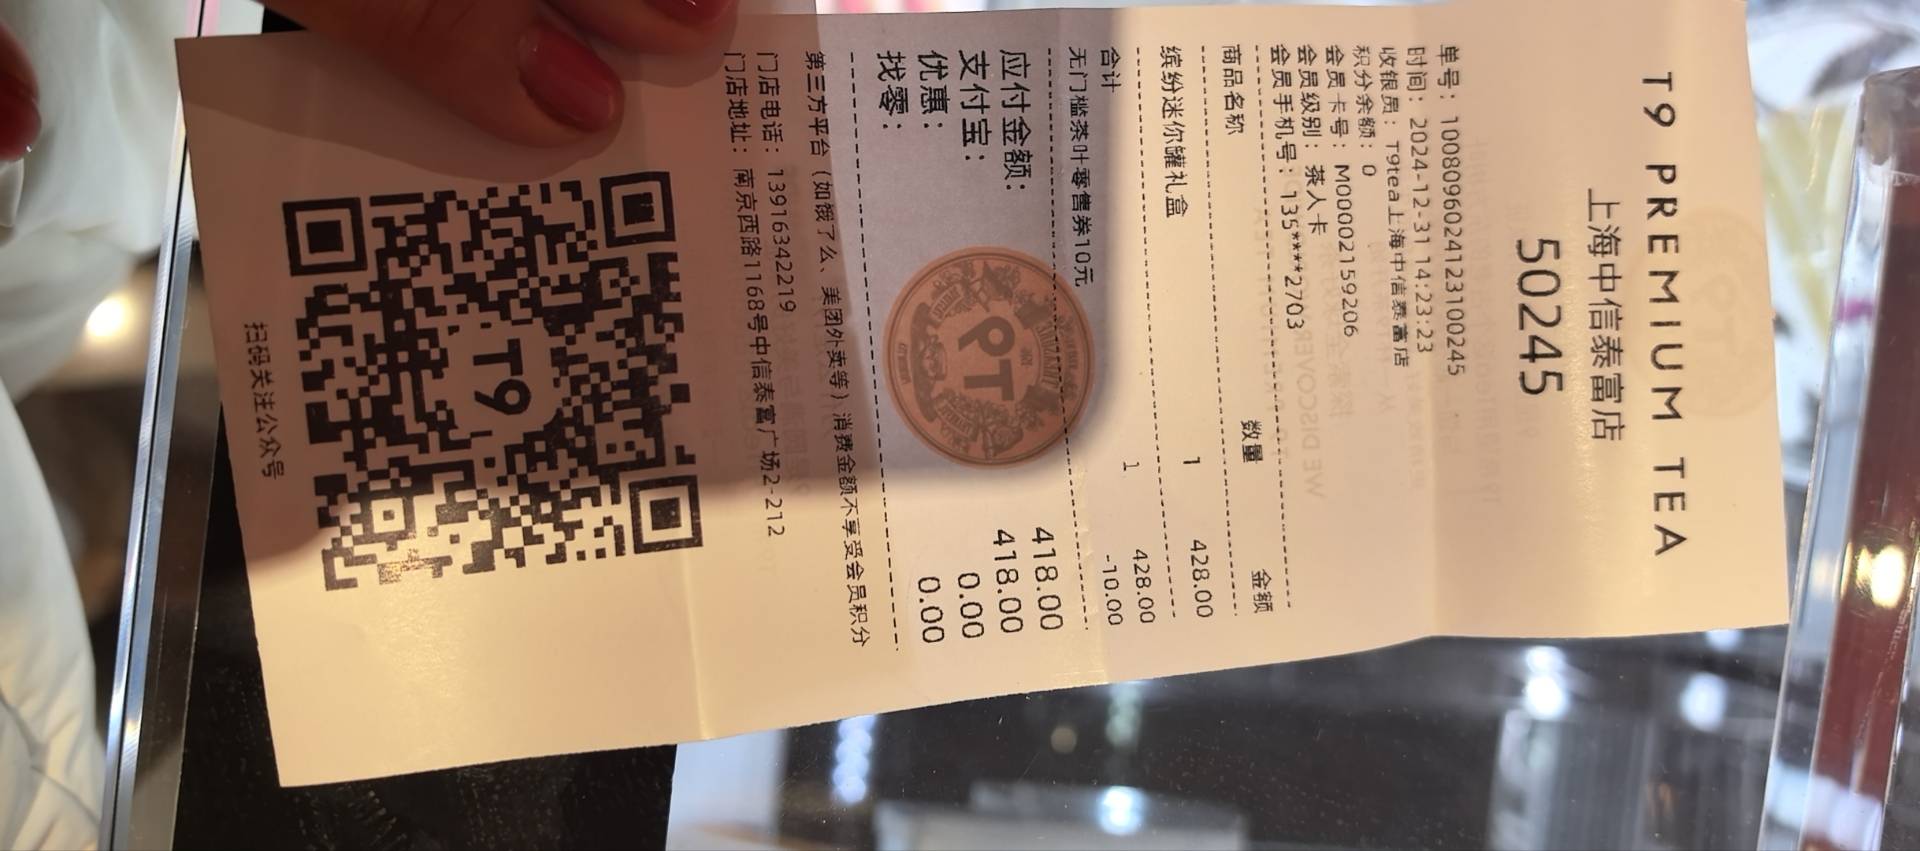 T9 PREMIUM TEA
上海中信泰富店
50245
单号：10080960241231100245
时间：2024-12-31 14:23:23
收银员：T9tea上海中信泰富店
积分余额：0
会员卡号：M00002159206
会员级别：茶人卡
会员手机号：135****2703
商品名称 数量 金额
缤纷迷你罐礼盒 1 428.00
合计 1 428.00
无门槛茶叶零售券10元 -10.00
应付金额： 418.00
支付宝： 418.00
优惠： 0.00
找零： 0.00
第三方平台（如饿了么、美团外卖等）消费金额不享受会员积分
门店电话：13916342219
门店地址：南京西路1168号中信泰富广场2-212
T9
扫码关注公众号
T9
WE DISCOVER